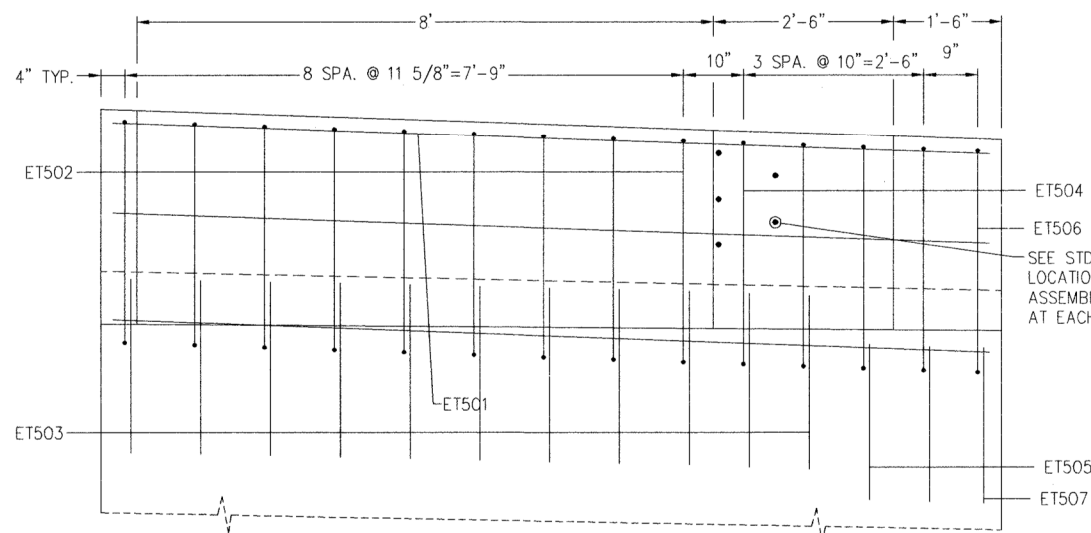 8'
2'-6"
1'-6"
4" TYP.
8 SPA. @ 11 5/8"=7'-9"
10"
3 SPA. @ 10"=2'-6"
9"
ET502
ET504
ET506
SEE STD
LOCATIO
ASSEMB
AT EACH
ET501
ET503
ET505
ET507